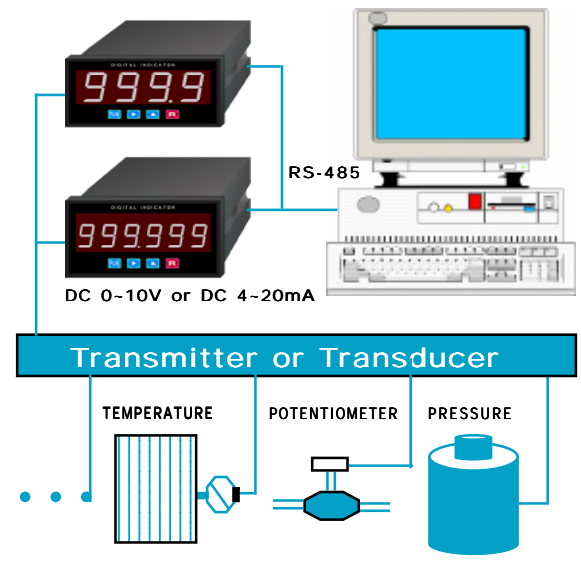 DIGITAL INDICATOR
999.9
RS-485
DIGITAL INDICATOR
999.999
DC 0~10V or DC 4~20mA
Transmitter or Transducer
TEMPERATURE
POTENTIOMETER
PRESSURE